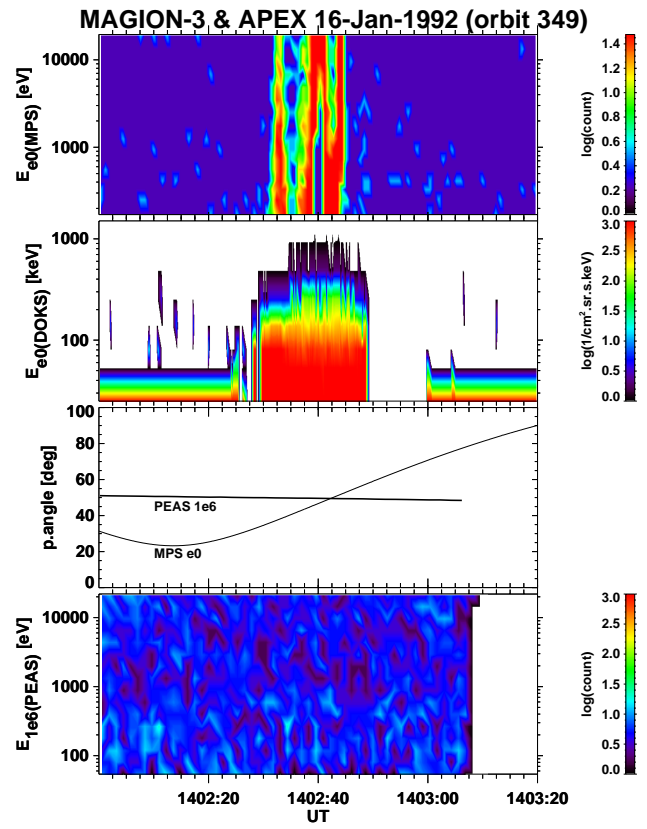 MAGION-3 & APEX 16-Jan-1992 (orbit 349)
E e0(MPS) [eV]
10000
1000
log(count)
1.4
1.2
1.0
0.8
0.6
0.4
0.2
0.0
E e0(DOKS) [keV]
1000
100
log(1/cm² sr.s.keV)
3.0
2.5
2.0
1.5
1.0
0.5
0.0
p.angle [deg]
100
80
60
40
20
0
PEAS 1e6
MPS e0
E 1e6(PEAS) [eV]
10000
1000
100
log(count)
3.0
2.5
2.0
1.5
1.0
0.5
0.0
1402:20 1402:40 1403:00 1403:20
UT